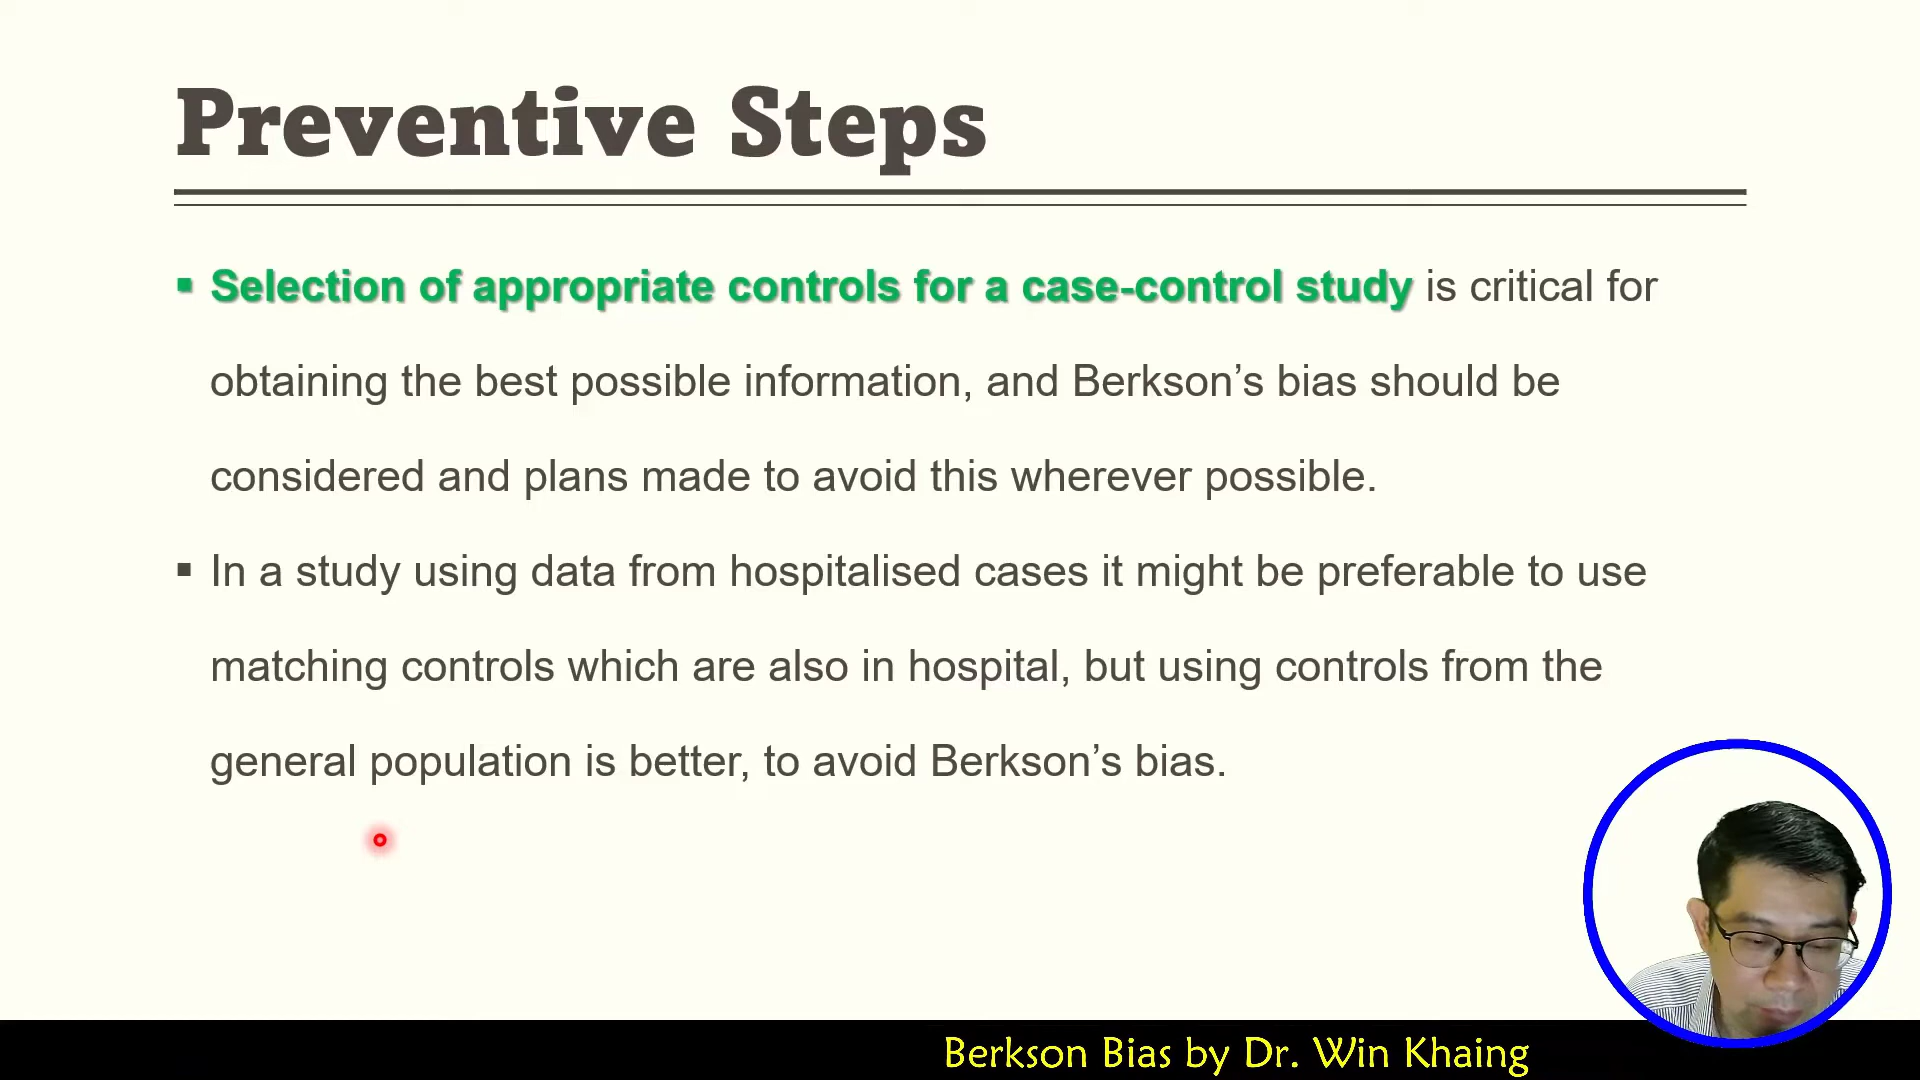 Preventive Steps
▪ Selection of appropriate controls for a case-control study is critical for
obtaining the best possible information, and Berkson’s bias should be
considered and plans made to avoid this wherever possible.
▪ In a study using data from hospitalised cases it might be preferable to use
matching controls which are also in hospital, but using controls from the
general population is better, to avoid Berkson’s bias.
Berkson Bias by Dr. Win Khaing